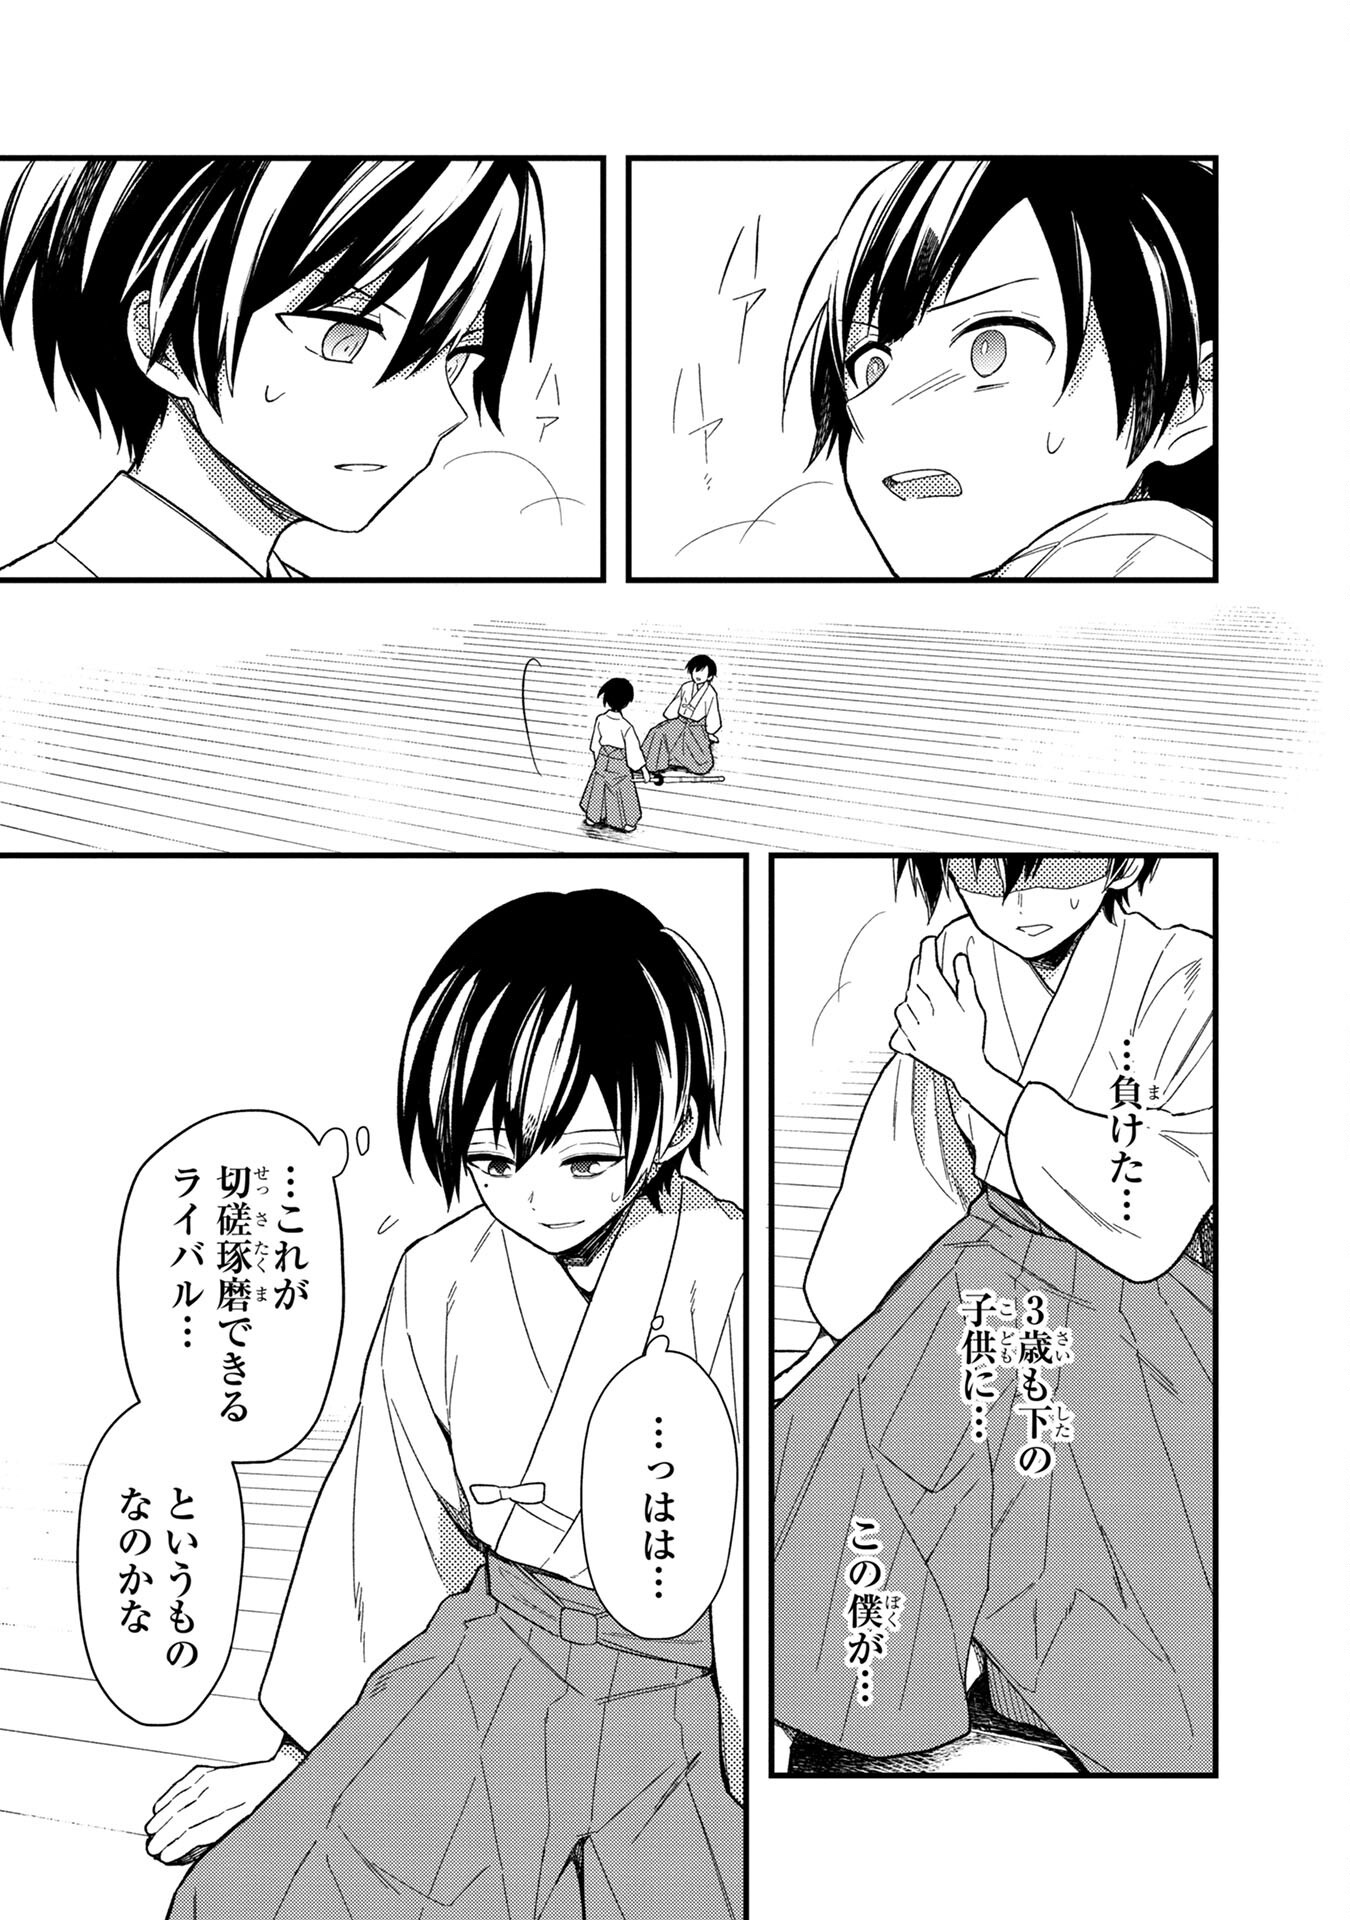 ハァ
ハァ
…負けた…
3歳も下の
子供に…
この僕が…
…っはは…
…これが
切磋琢磨できる
ライバル…
というもの
なのかな